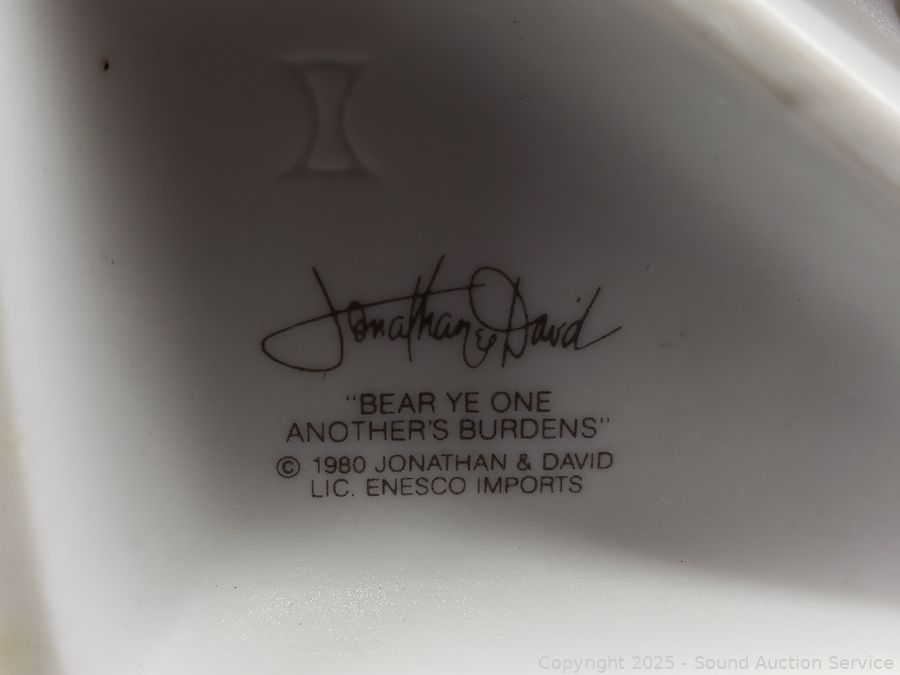 Jonathan & David
"BEAR YE ONE
ANOTHER'S BURDENS"
© 1980 JONATHAN & DAVID
LIC. ENESCO IMPORTS
Copyright 2025 - Sound Auction Service